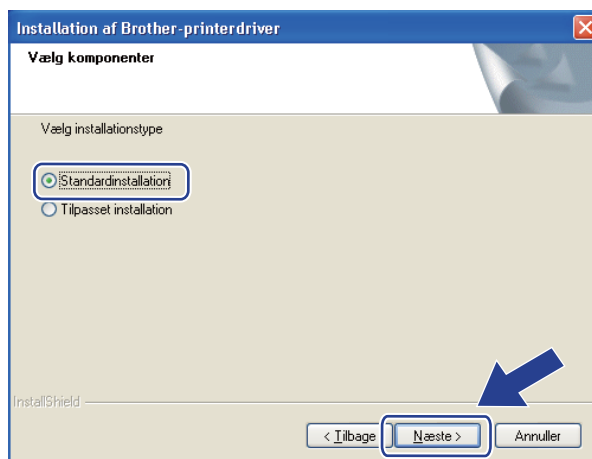 Installation af Brother-printerdriver
Vælg komponenter
Vælg installationstype
Standardinstallation
Tilpasset installation
InstallShield
< Tilbage Næste > Annuller